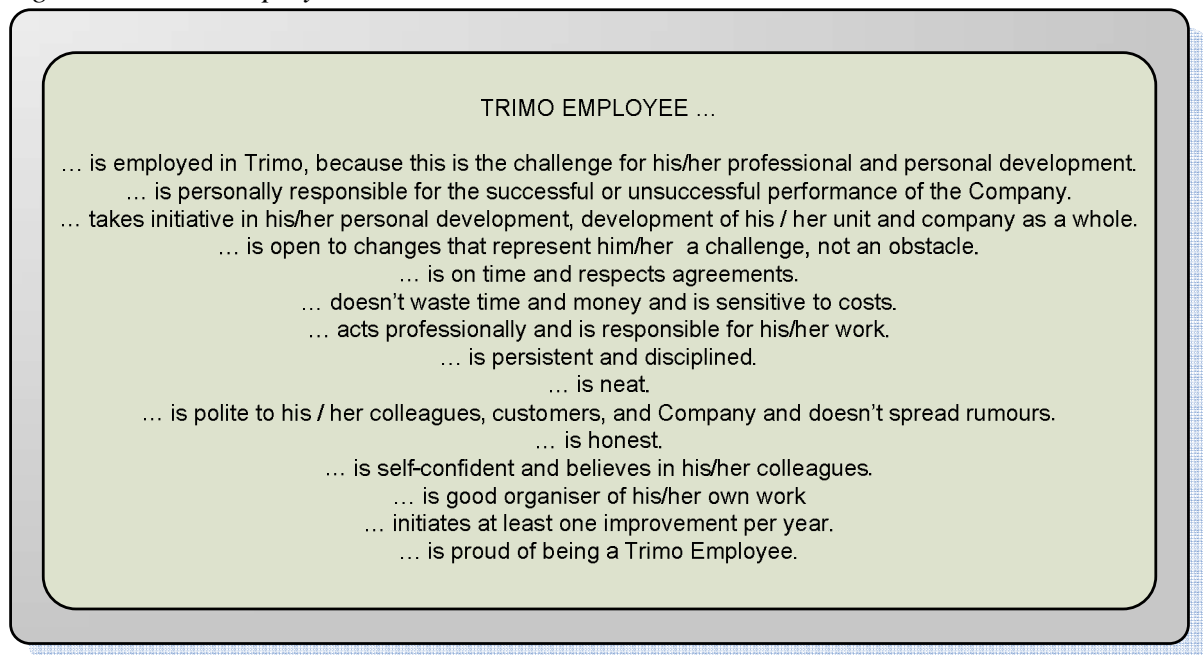 TRIMO EMPLOYEE …
… is employed in Trimo, because this is the challenge for his/her professional and personal development.
… is personally responsible for the successful or unsuccessful performance of the Company.
… takes initiative in his/her personal development, development of his / her unit and company as a whole.
… is open to changes that represent him/her a challenge, not an obstacle.
… is on time and respects agreements.
… doesn't waste time and money and is sensitive to costs.
… acts professionally and is responsible for his/her work.
… is persistent and disciplined.
… is neat.
… is polite to his / her colleagues, customers, and Company and doesn't spread rumours.
… is honest.
… is self-confident and believes in his/her colleagues.
… is good organiser of his/her own work
… initiates at least one improvement per year.
… is proud of being a Trimo Employee.